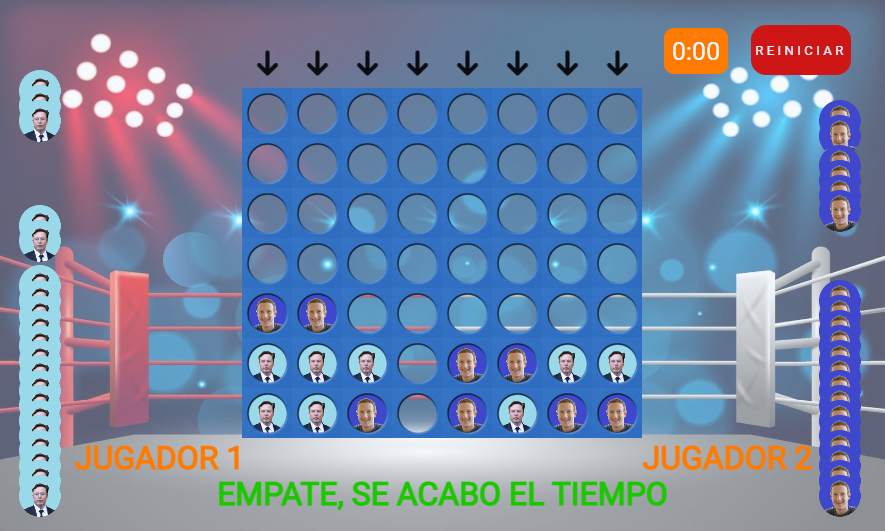 0:00
REINICIAR
JUGADOR 1
JUGADOR 2
EMPATE, SE ACABO EL TIEMPO